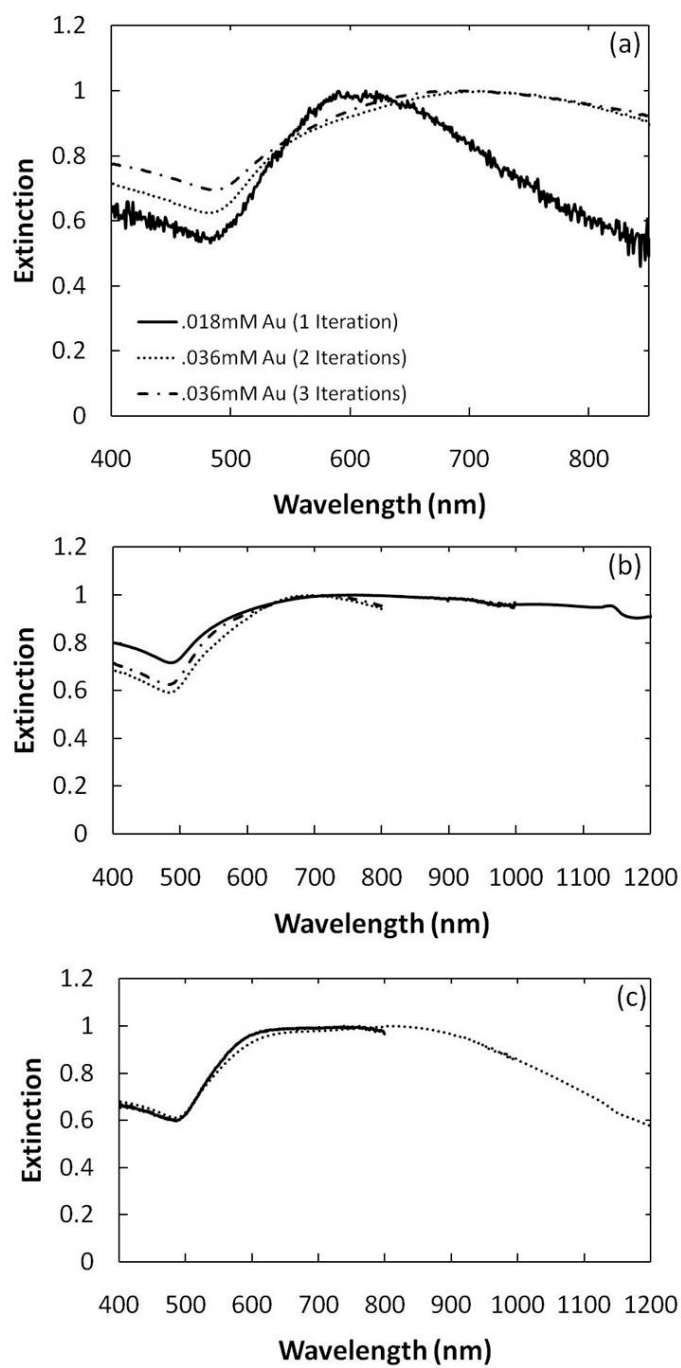 1.2
(a)
1
0.8
0.6
0.4
0.2
0
Extinction
.018mM Au (1 Iteration)
.036mM Au (2 Iterations)
.036mM Au (3 Iterations)
400 500 600 700 800
Wavelength (nm)
1.2
(b)
1
0.8
0.6
0.4
0.2
0
Extinction
400 500 600 700 800 900 1000 1100 1200
Wavelength (nm)
1.2
(c)
1
0.8
0.6
0.4
0.2
0
Extinction
400 500 600 700 800 900 1000 1100 1200
Wavelength (nm)